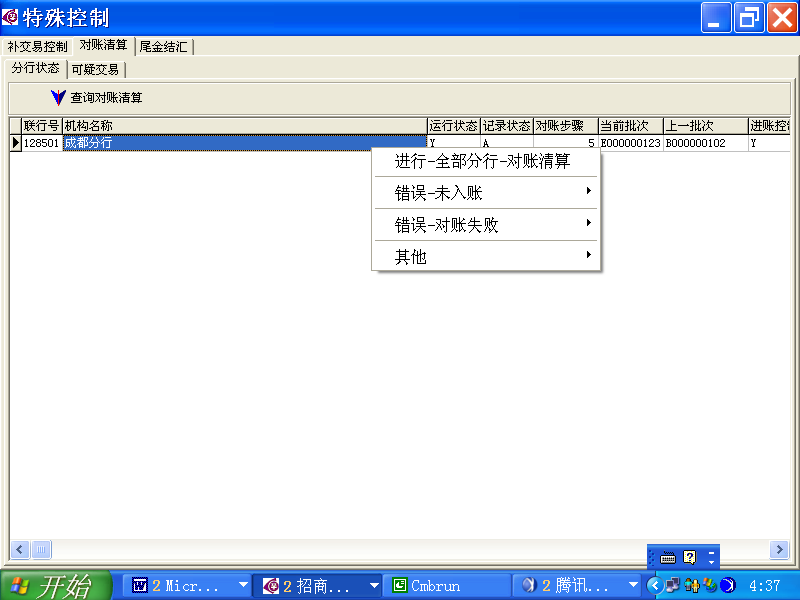 特殊控制
补交易控制 对账清算 尾金结汇
分行状态 可疑交易
查询对账清算
联行号 机构名称 运行状态 记录状态 对账步骤 当前批次 上一批次 进账控
128501 成都分行 Y A 5 E000000123 B000000102 Y
进行-全部分行-对账清算
错误-未入账
错误-对账失败
其他
开始 2 Micr... 2 招商... Cmbrun 2 腾讯... 4:37